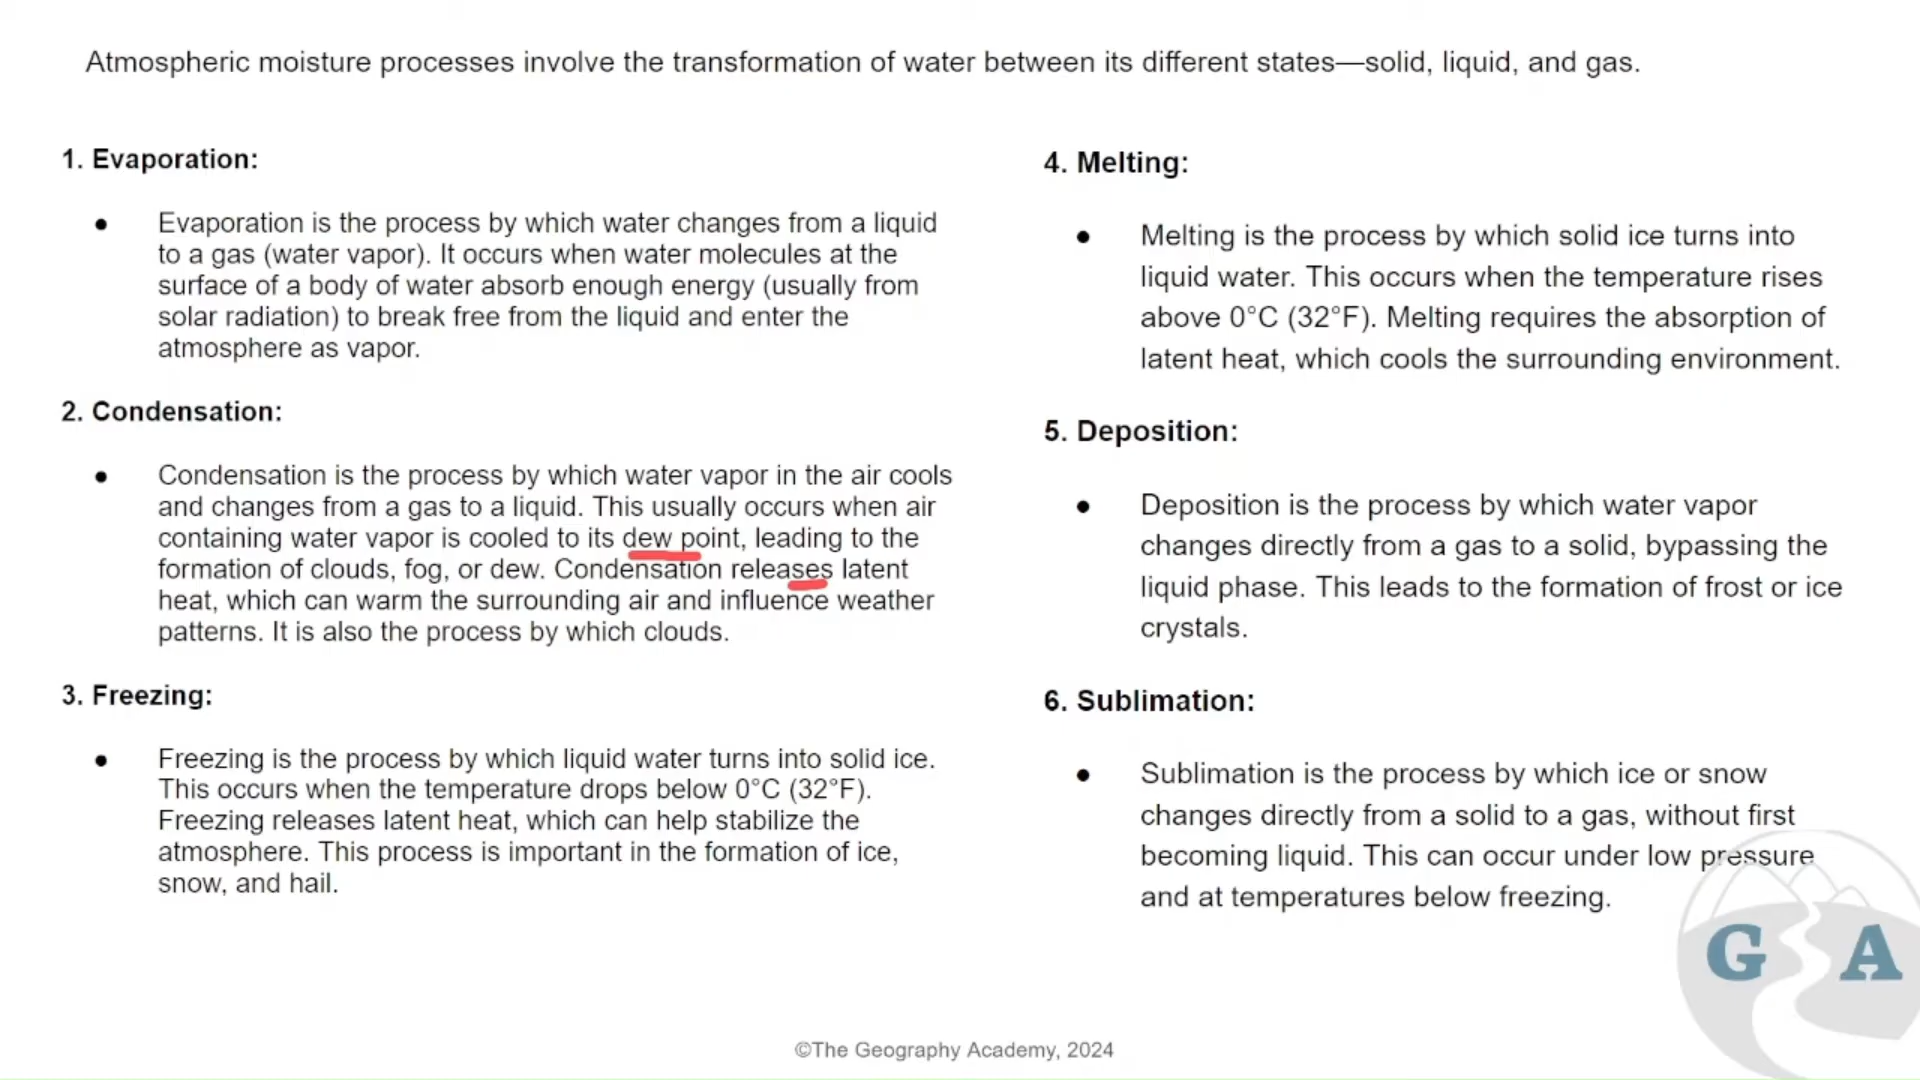 Atmospheric moisture processes involve the transformation of water between its different states—solid, liquid, and gas.
1. Evaporation:
● Evaporation is the process by which water changes from a liquid
to a gas (water vapor). It occurs when water molecules at the
surface of a body of water absorb enough energy (usually from
solar radiation) to break free from the liquid and enter the
atmosphere as vapor.
2. Condensation:
● Condensation is the process by which water vapor in the air cools
and changes from a gas to a liquid. This usually occurs when air
containing water vapor is cooled to its dew point, leading to the
formation of clouds, fog, or dew. Condensation releases latent
heat, which can warm the surrounding air and influence weather
patterns. It is also the process by which clouds.
3. Freezing:
● Freezing is the process by which liquid water turns into solid ice.
This occurs when the temperature drops below 0°C (32°F).
Freezing releases latent heat, which can help stabilize the
atmosphere. This process is important in the formation of ice,
snow, and hail.
4. Melting:
● Melting is the process by which solid ice turns into
liquid water. This occurs when the temperature rises
above 0°C (32°F). Melting requires the absorption of
latent heat, which cools the surrounding environment.
5. Deposition:
● Deposition is the process by which water vapor
changes directly from a gas to a solid, bypassing the
liquid phase. This leads to the formation of frost or ice
crystals.
6. Sublimation:
● Sublimation is the process by which ice or snow
changes directly from a solid to a gas, without first
becoming liquid. This can occur under low pressure
and at temperatures below freezing.
G A
©The Geography Academy, 2024